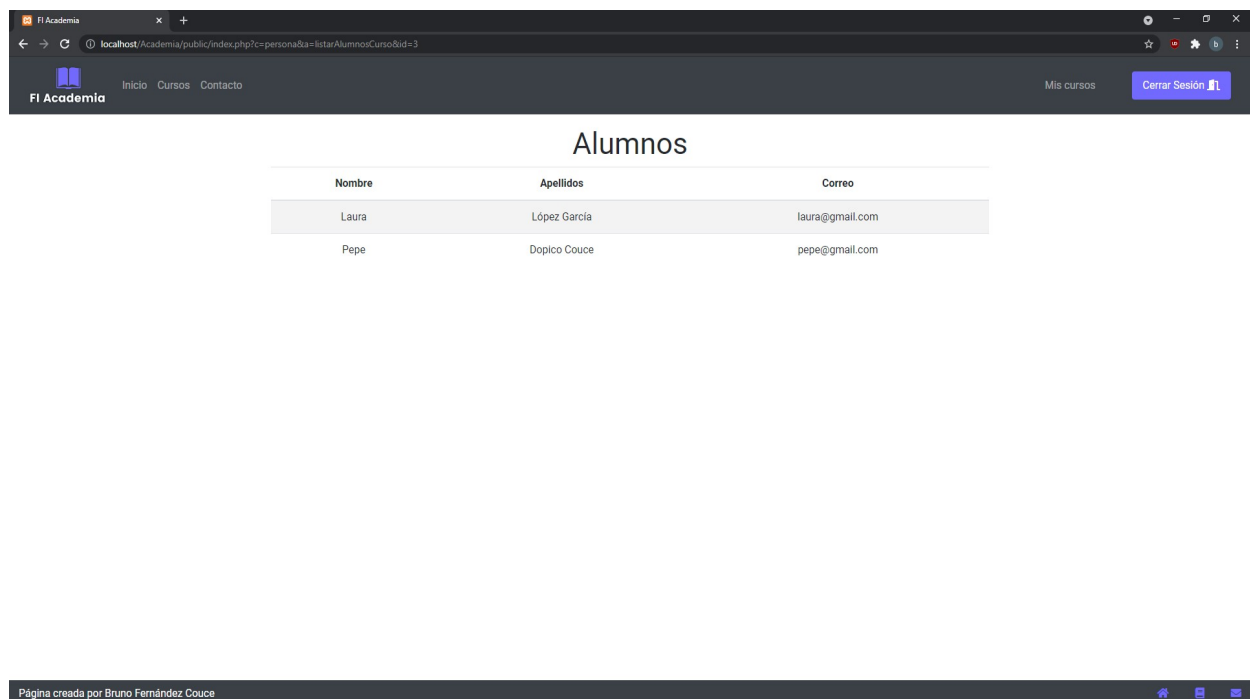 FI Academia
localhost/Academia/public/index.php?c=persona&a=listarAlumnosCurso&id=3
b
FI Academia
Inicio Cursos Contacto
Mis cursos
Cerrar Sesión
Alumnos
Nombre Apellidos Correo
Laura López García laura@gmail.com
Pepe Dopico Couce pepe@gmail.com
Página creada por Bruno Fernández Couce